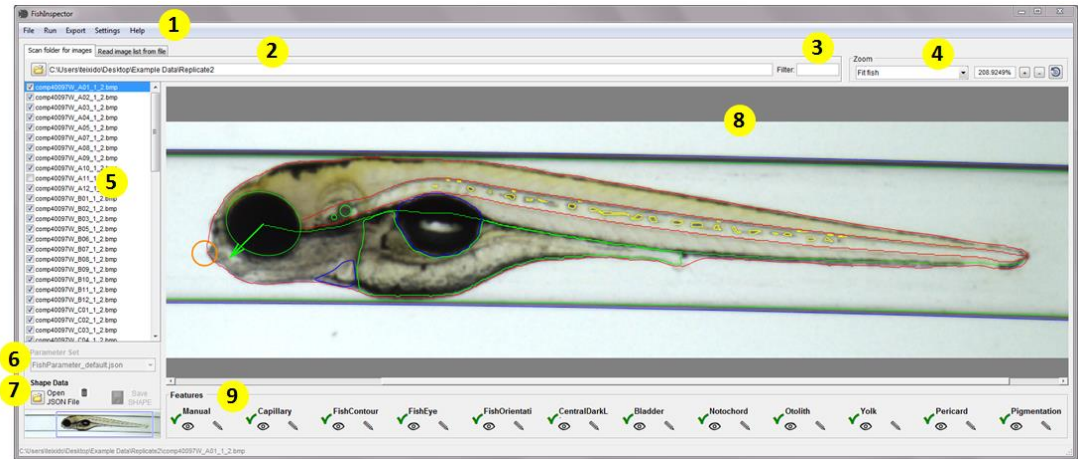 FishInspector
File Run Export Settings Help
1
Scan folder for images Read image list from file
2
C:\Users\teixido\Desktop\Example Data\Replicate2
Filter:
3
Zoom
4
Fit fish
208.9249%
+ -
comp40097W_A01_1_2.bmp
comp40097W_A02_1_2.bmp
comp40097W_A03_1_2.bmp
comp40097W_A04_1_2.bmp
comp40097W_A05_1_2.bmp
comp40097W_A07_1_2.bmp
comp40097W_A08_1_2.bmp
comp40097W_A09_1_2.bmp
comp40097W_A10_1_2.bmp
comp40097W_A11_1
comp40097W_A12_1
5
comp40097W_B01_1_2.bmp
comp40097W_B02_1_2.bmp
comp40097W_B03_1_2.bmp
comp40097W_B05_1_2.bmp
comp40097W_B06_1_2.bmp
comp40097W_B07_1_2.bmp
comp40097W_B08_1_2.bmp
comp40097W_B09_1_2.bmp
comp40097W_B10_1_2.bmp
comp40097W_B11_1_2.bmp
comp40097W_B12_1_2.bmp
comp40097W_C01_1_2.bmp
comp40097W_C02_1_2.bmp
comp40097W_C03_1_2.bmp
comp40097W_C04_1_2.bmp
8
Parameter Set
6
FishParameter_default.json
Shape Data
7
Open
JSON File
Save
SHAPE
Features
9
Manual Capillary FishContour FishEye FishOrientati CentralDarkL Bladder Notochord Otolith Yolk Pericard Pigmentation
C:\Users\teixido\Desktop\Example Data\Replicate2\comp40097W_A01_1_2.bmp